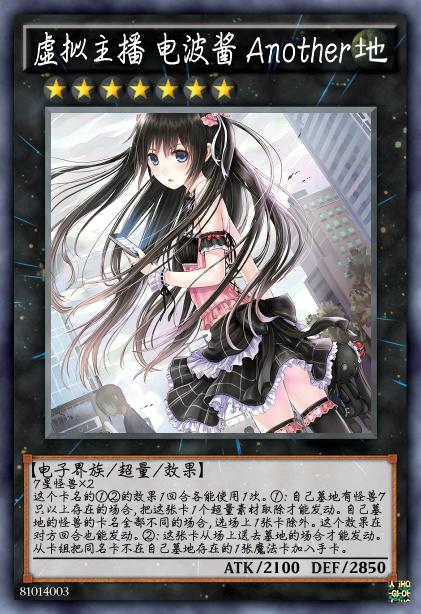 虚拟主播 电波酱 Another
地
【电子界族/超量/效果】
7星怪兽X2
这个卡名的①②的效果1回合各能使用1次。①:自己墓地有怪兽7
只以上存在的场合,把这张卡1个超量素材取除才能发动。自己墓
地的怪兽的卡名全部不同的场合,选场上1张卡除外。这个效果在
对方回合也能发动。②:这张卡从场上送去墓地的场合才能发动。
从卡组把同名卡不在自己墓地存在的1张魔法卡加入手卡。
ATK/2100 DEF/2850
81014003